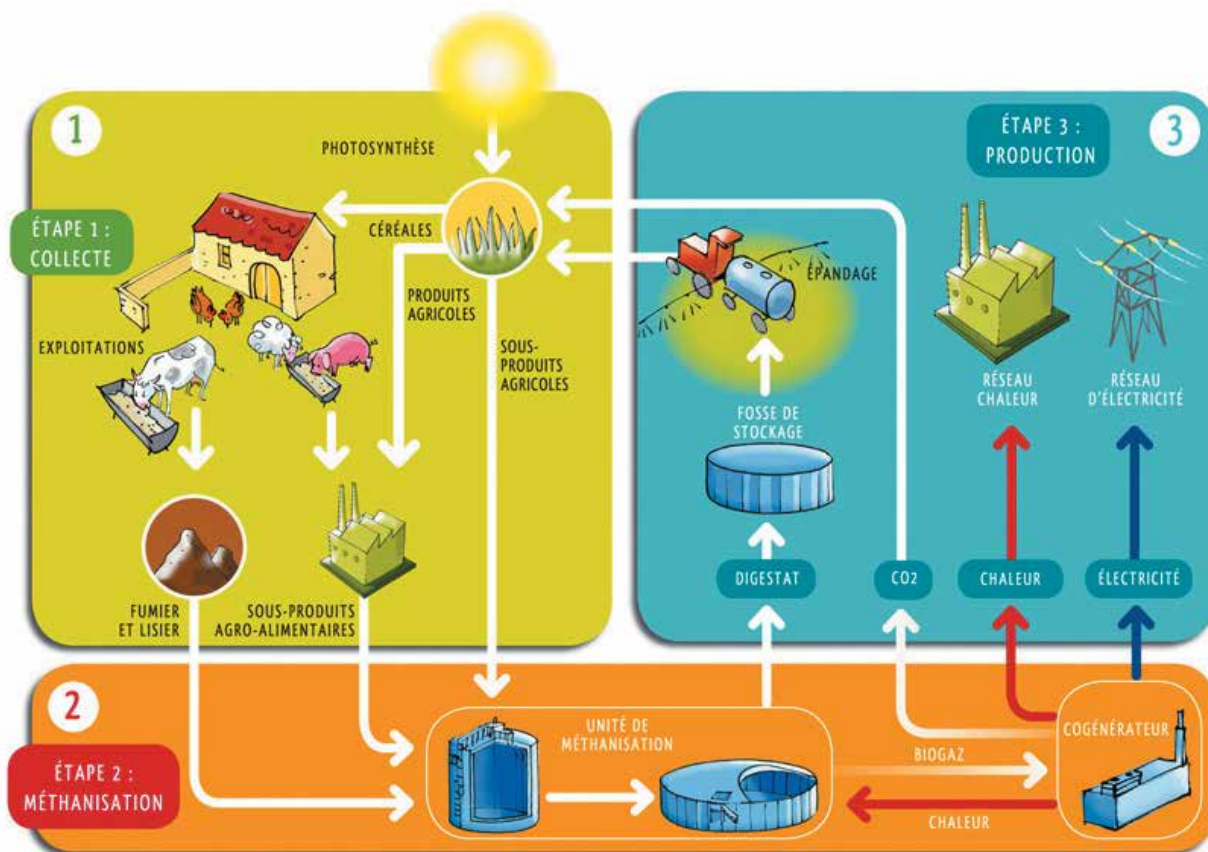 1
PHOTOSYNTHÈSE
ÉTAPE 1 :
COLLECTE
CÉRÉALES
PRODUITS
AGRICOLES
EXPLOITATIONS
SOUS-
PRODUITS
AGRICOLES
FUMIER
ET LISIER
SOUS-PRODUITS
AGRO-ALIMENTAIRES
3
ÉTAPE 3 :
PRODUCTION
ÉPANDAGE
RÉSEAU
CHALEUR
RÉSEAU
D'ÉLECTRICITÉ
FOSSE DE
STOCKAGE
DIGESTAT
CO2
CHALEUR
ÉLECTRICITÉ
2
ÉTAPE 2 :
MÉTHANISATION
UNITÉ DE
MÉTHANISATION
BIOGAZ
COGÉNÉRATEUR
CHALEUR